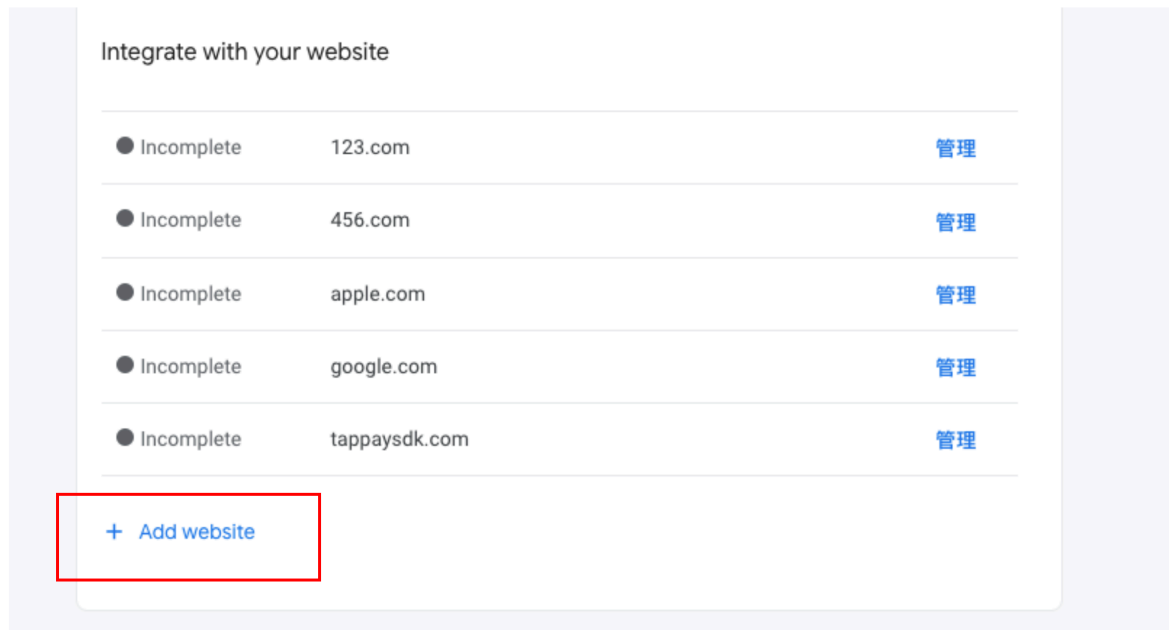 Integrate with your website
Incomplete 123.com 管理
Incomplete 456.com 管理
Incomplete apple.com 管理
Incomplete google.com 管理
Incomplete tappaysdk.com 管理
+ Add website